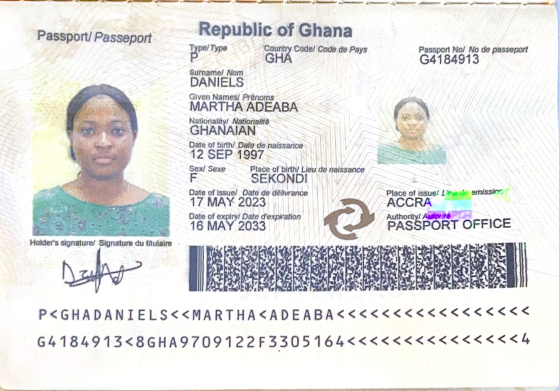 Passport/ Passeport
Republic of Ghana
Type/ Type
P
Country Code/ Code de Pays
GHA
Passport No/ No de passeport
G4184913
Surname/ Nom
DANIELS
Given Names/ Prénoms
MARTHA ADEABA
Nationality/ Nationalité
GHANAIAN
Date of birth/ Date de naissance
12 SEP 1997
Sex/ Sexe
F
Place of birth/ Lieu de naissance
SEKONDI
Date of issue/ Date de délivrance
17 MAY 2023
Place of issue/
ACCRA
Date of expiry/ Date d'expiration
16 MAY 2033
Authority/ Autorité
PASSPORT OFFICE
Holder's signature/ Signature du titulaire
P<GHADANIELS<<MARTHA<ADEABA<<<<<<<<<<<<<<<<<
G4184913<8GHA9709122F3305164<<<<<<<<<<<<<<<4